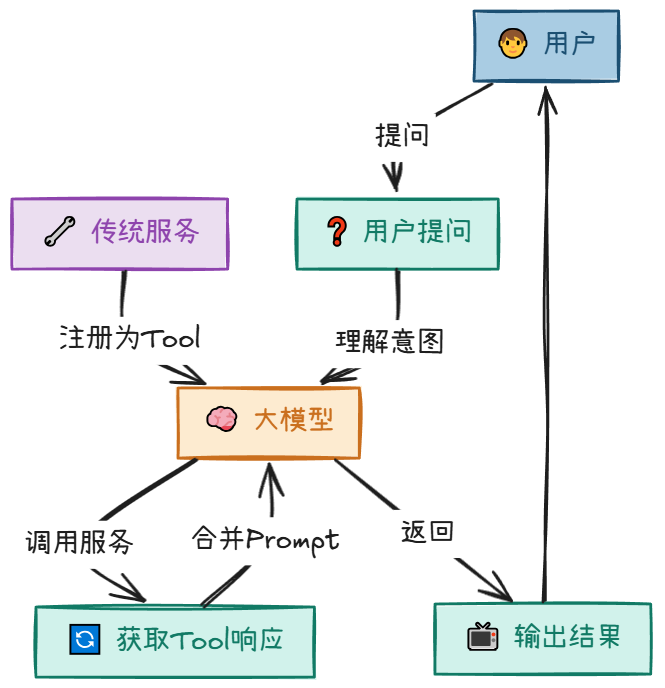 用户
提问
传统服务
用户提问
注册为Tool
理解意图
大模型
调用服务
合并Prompt
返回
获取Tool响应
输出结果